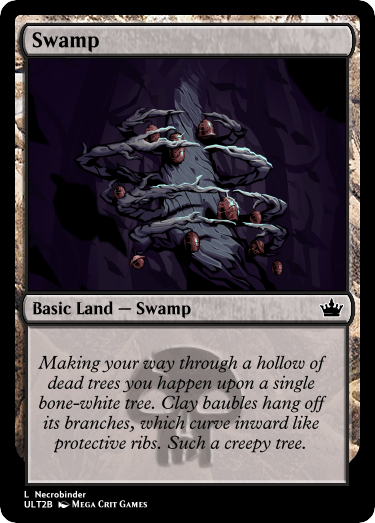 Swamp
Basic Land — Swamp
Making your way through a hollow of
dead trees you happen upon a single
bone-white tree. Clay baubles hang off
its branches, which curve inward like
protective ribs. Such a creepy tree.
L Necrobinder
ULT2B Mega Crit Games